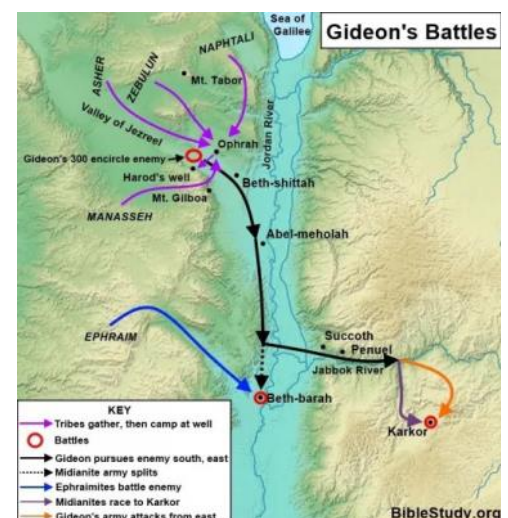 Sea of
Galilee
Gideon's Battles
NAPHTALI
ASHER
ZEBULUN
Mt. Tabor
Valley of Jezreel
Jordan River
Ophrah
Gideon's 300 encircle enemy
Harod's well
Beth-shittah
Mt. Gilboa
MANASSEH
Abel-meholah
EPHRAIM
Succoth
Penuel
Jabbok River
Beth-barah
Karkor
KEY
Tribes gather, then camp at well
Battles
Gideon pursues enemy south, east
Midianite army splits
Ephraimites battle enemy
Midianites race to Karkor
Gideon's army attacks from east
BibleStudy.org